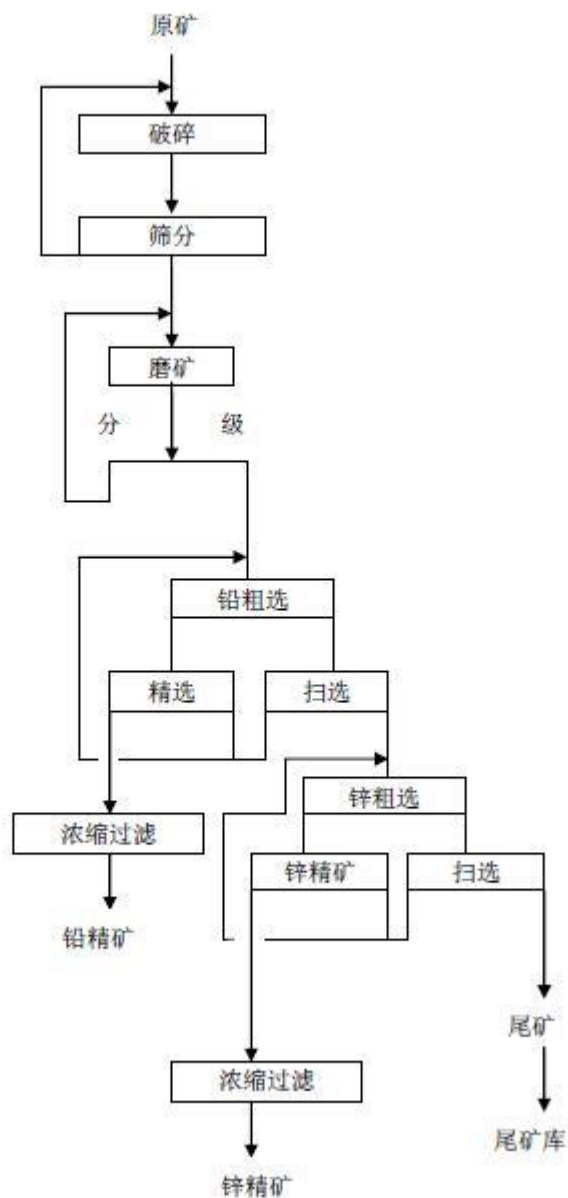 原矿
破碎
筛分
磨矿
分 级
铅粗选
精选 扫选
锌粗选
浓缩过滤
锌精矿 扫选
铅精矿
尾矿
浓缩过滤
尾矿库
锌精矿